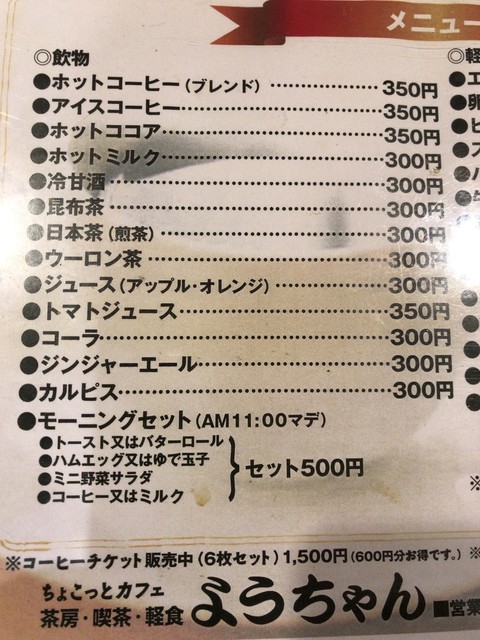 メニュー
◎飲物
●ホットコーヒー(ブレンド)…………350円
●アイスコーヒー……………………350円
●ホットココア………………………350円
●ホットミルク………………………300円
●冷甘酒………………………………300円
●昆布茶………………………………300円
●日本茶(煎茶)………………………300円
●ウーロン茶…………………………300円
●ジュース(アップル・オレンジ)……300円
●トマトジュース……………………350円
●コーラ………………………………300円
●ジンジャーエール…………………300円
●カルピス……………………………300円
●モーニングセット(AM11:00マデ)
●トースト又はバターロール
●ハムエッグ又はゆで玉子
●ミニ野菜サラダ
●コーヒー又はミルク
セット500円
※コーヒーチケット販売中(6枚セット)1,500円(600円分お得です。)※
ちょこっとカフェ
茶房・喫茶・軽食 ようちゃん ■営業
◎軽